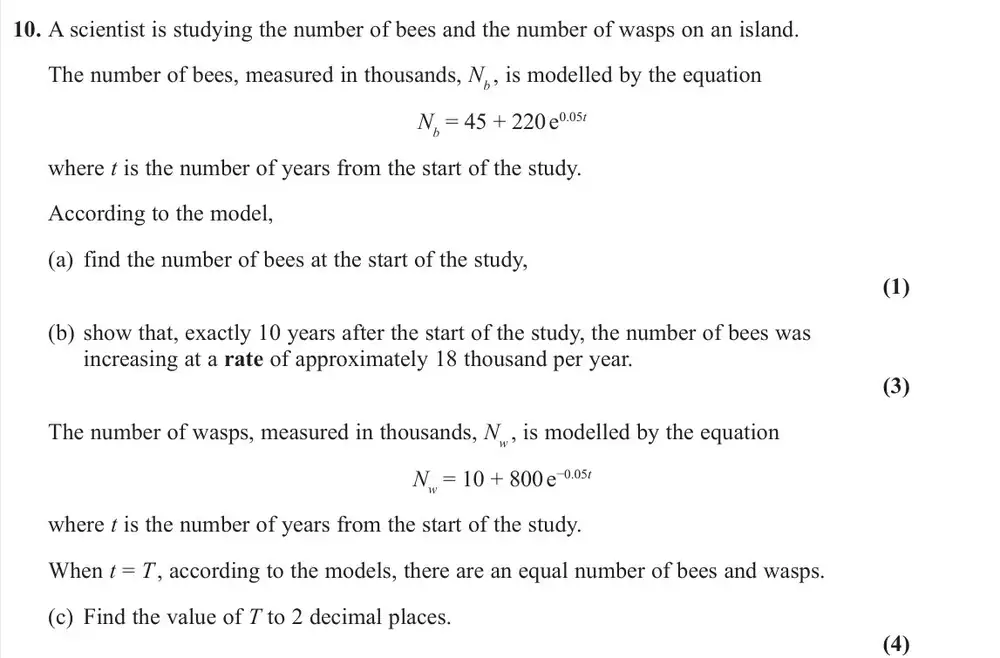 10. A scientist is studying the number of bees and the number of wasps on an island.
The number of bees, measured in thousands, N_b, is modelled by the equation
N_b = 45 + 220e^{0.05t}
where t is the number of years from the start of the study.
According to the model,
(a) find the number of bees at the start of the study,
(1)
(b) show that, exactly 10 years after the start of the study, the number of bees was
increasing at a rate of approximately 18 thousand per year.
(3)
The number of wasps, measured in thousands, N_w, is modelled by the equation
N_w = 10 + 800e^{–0.05t}
where t is the number of years from the start of the study.
When t = T, according to the models, there are an equal number of bees and wasps.
(c) Find the value of T to 2 decimal places.
(4)